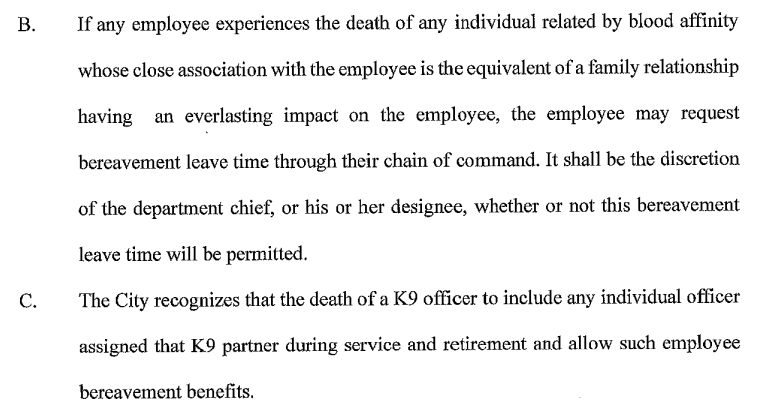 B. If any employee experiences the death of any individual related by blood affinity
whose close association with the employee is the equivalent of a family relationship
having an everlasting impact on the employee, the employee may request
bereavement leave time through their chain of command. It shall be the discretion
of the department chief, or his or her designee, whether or not this bereavement
leave time will be permitted.
C. The City recognizes that the death of a K9 officer to include any individual officer
assigned that K9 partner during service and retirement and allow such employee
bereavement benefits.